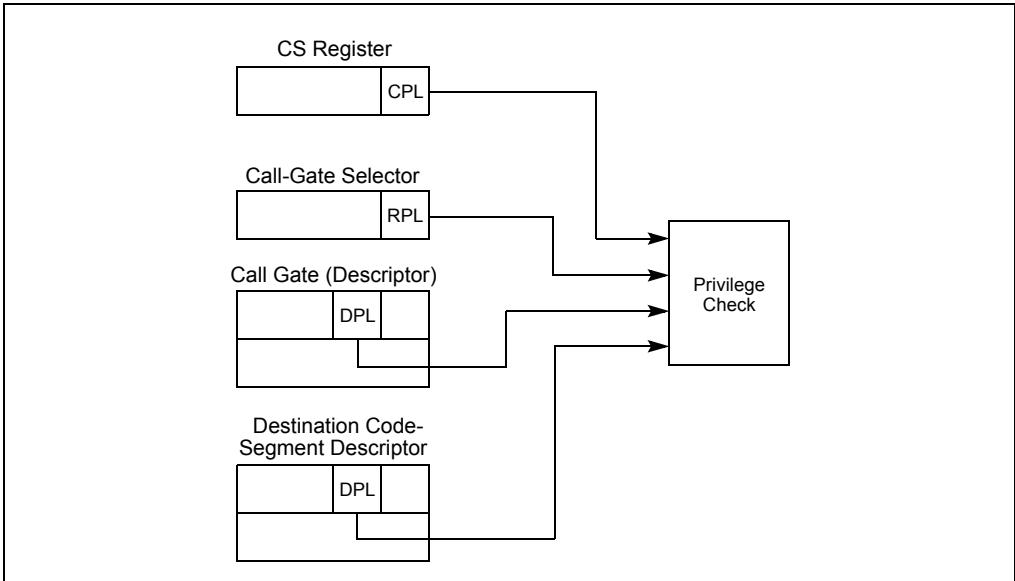 CS Register
CPL
Call-Gate Selector
RPL
Call Gate (Descriptor)
DPL
Privilege
Check
Destination Code-
Segment Descriptor
DPL